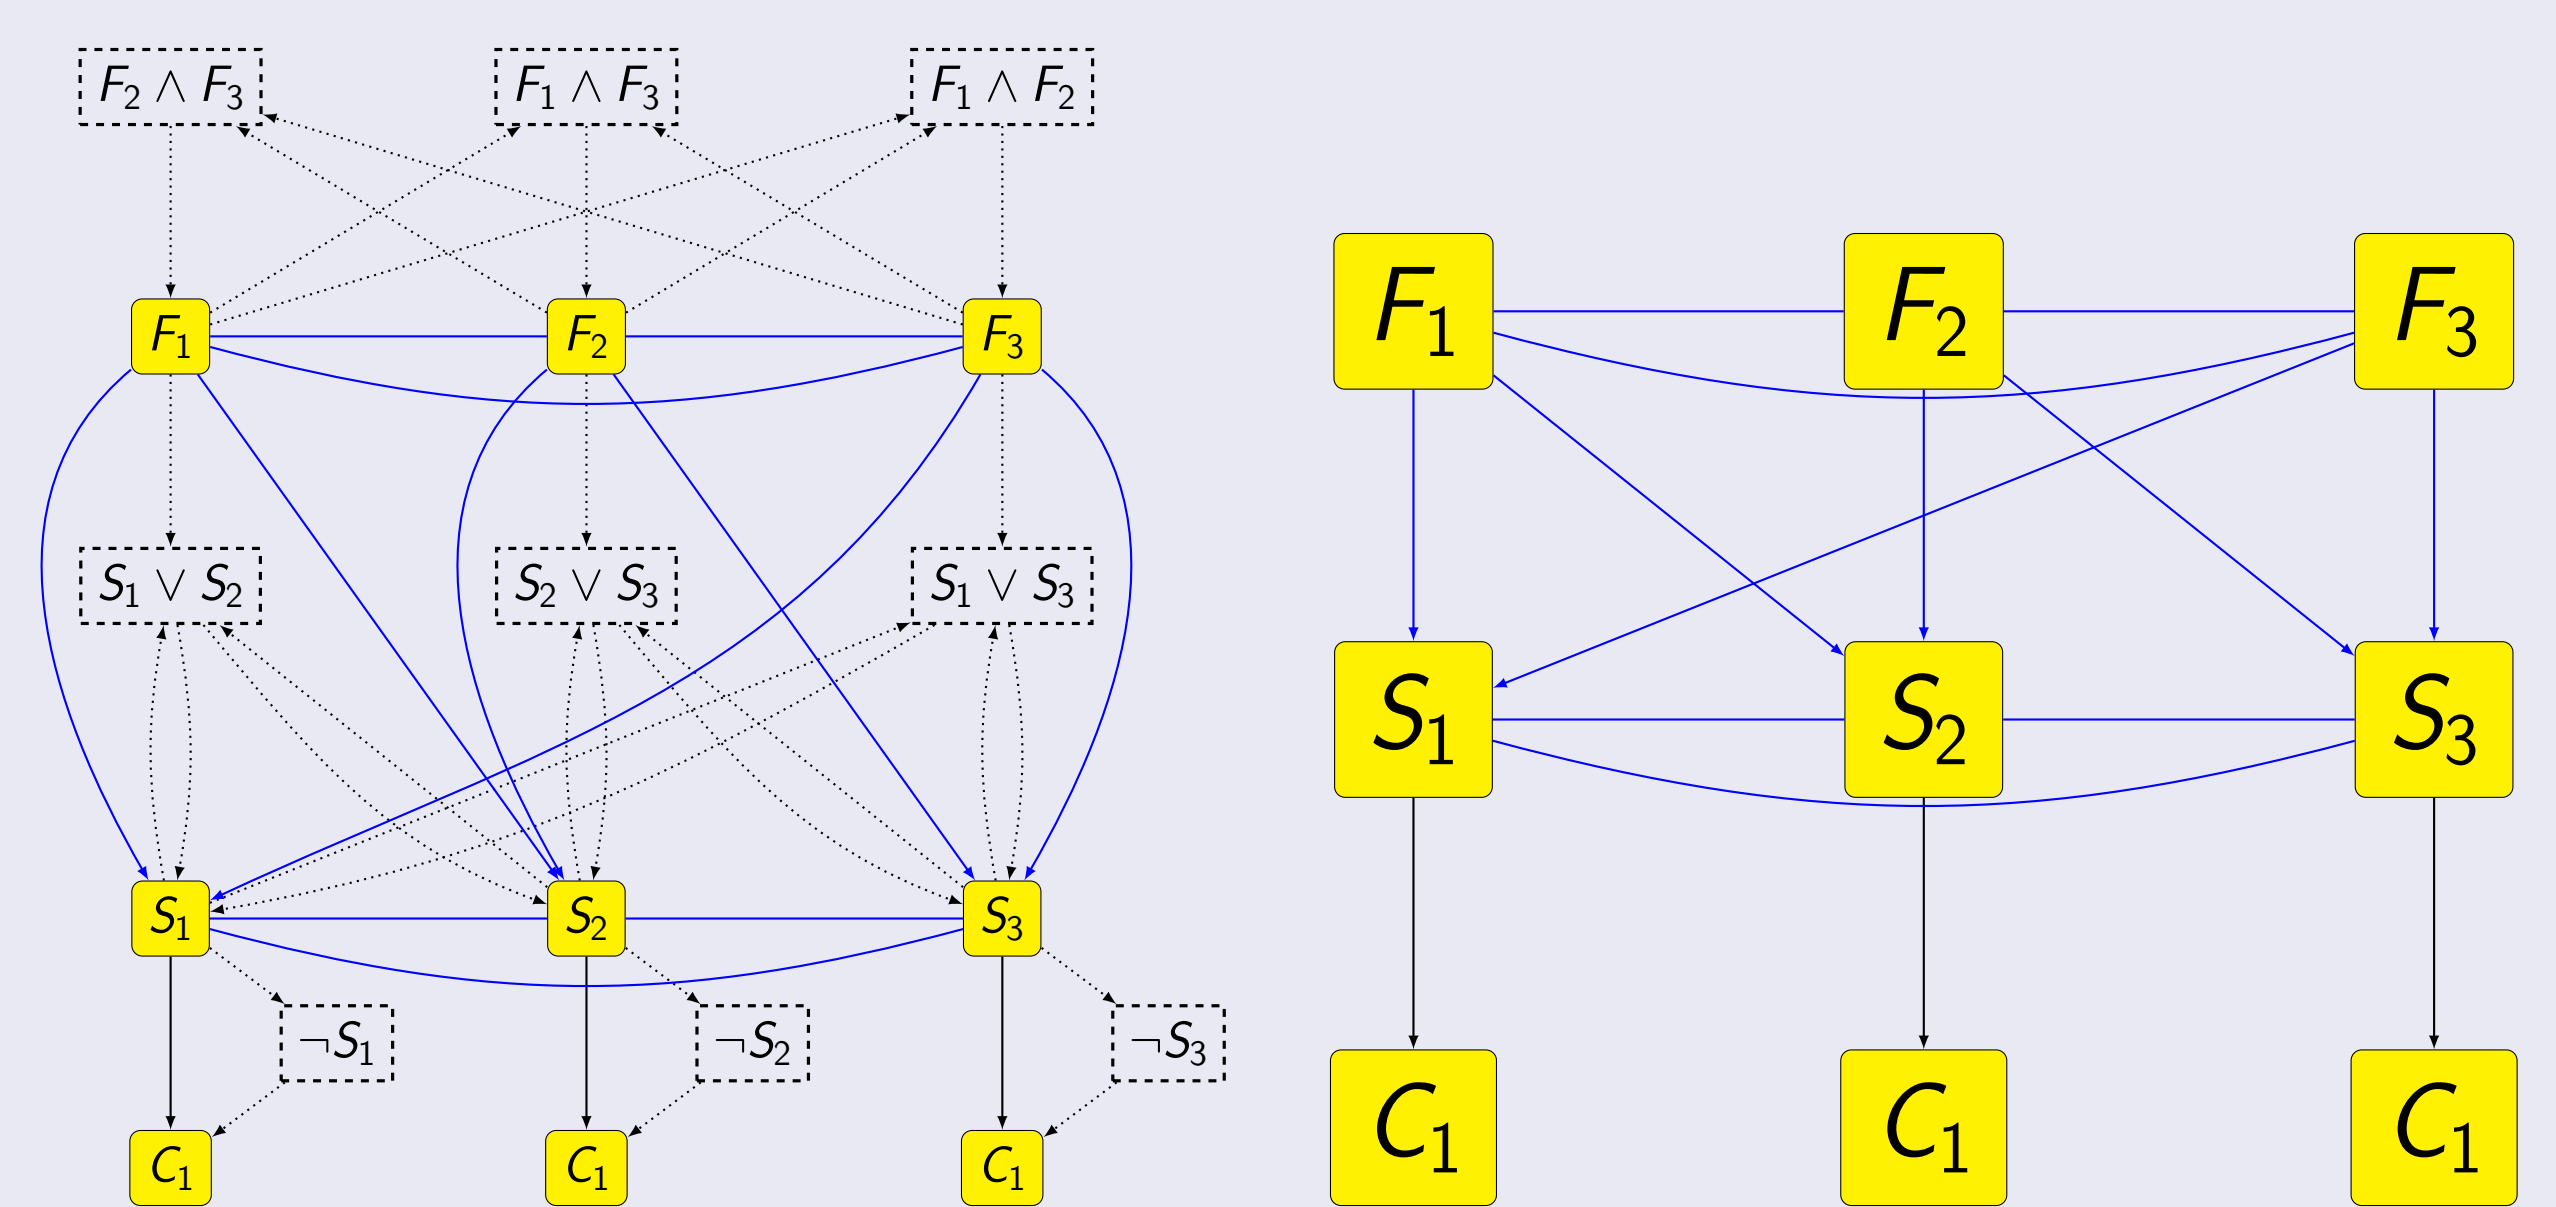 F₂ ∧ F₃ F₁ ∧ F₃ F₁ ∧ F₂
F₁ F₂ F₃
S₁ ∨ S₂ S₂ ∨ S₃ S₁ ∨ S₃
S₁ S₂ S₃
¬S₁ ¬S₂ ¬S₃
C₁ C₁ C₁
F₁ F₂ F₃
S₁ S₂ S₃
C₁ C₁ C₁